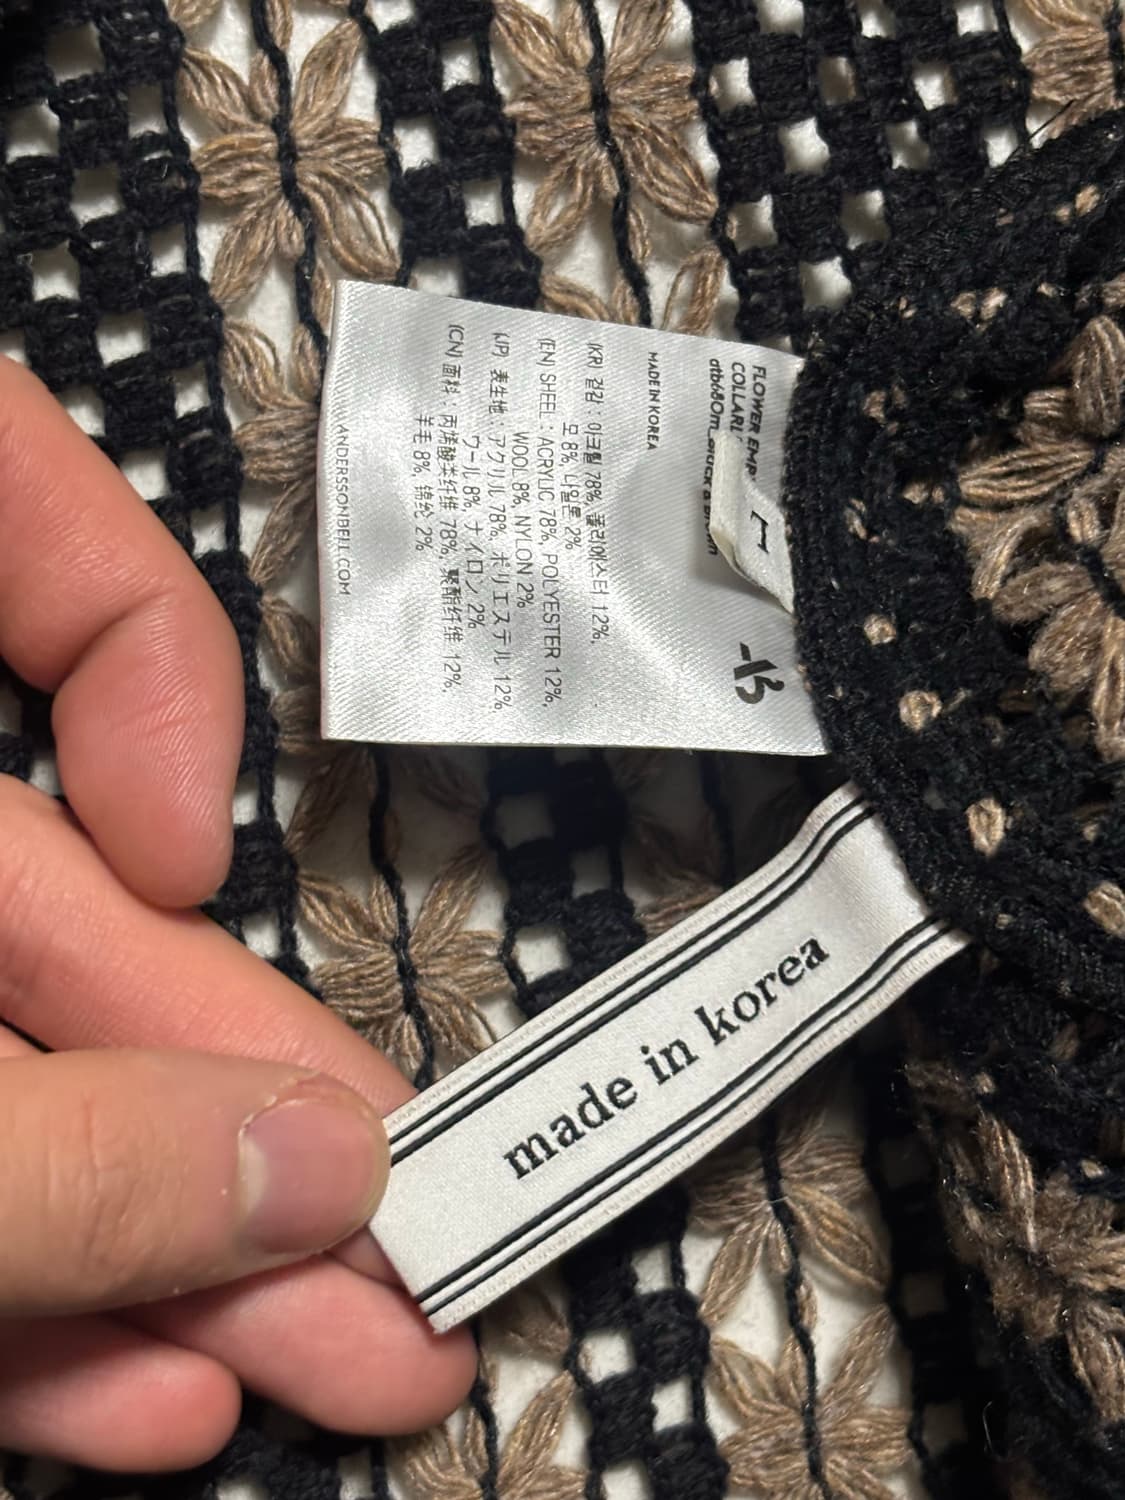 FLOWER EMB
COLLARL
atb680m_Black & Brown
L
MADE IN KOREA
(KR) 겉감 : 아크릴 78%, 폴리에스터 12%,
모 8%, 나일론 2%
(EN) SHEEL : ACRYLIC 78%, POLYESTER 12%,
WOOL 8%, NYLON 2%
(JP) 表生地 : アクリル 78%, ポリエステル 12%,
ウール 8%, ナイロン 2%
(CN) 面料 : 丙烯酸类纤维 78%, 聚酯纤维 12%,
羊毛 8%, 锦纶 2%
ANDERSSONBELL.COM
made in korea